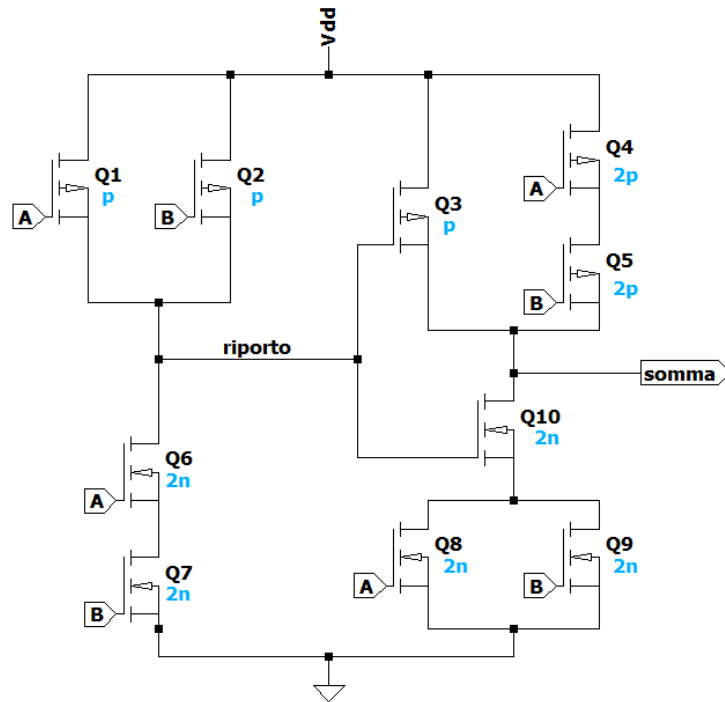 Vdd
Q1
p
A
Q2
p
B
Q3
p
Q4
2p
A
Q5
2p
B
riporto
somma
Q10
2n
Q6
2n
A
Q7
2n
B
Q8
2n
A
Q9
2n
B